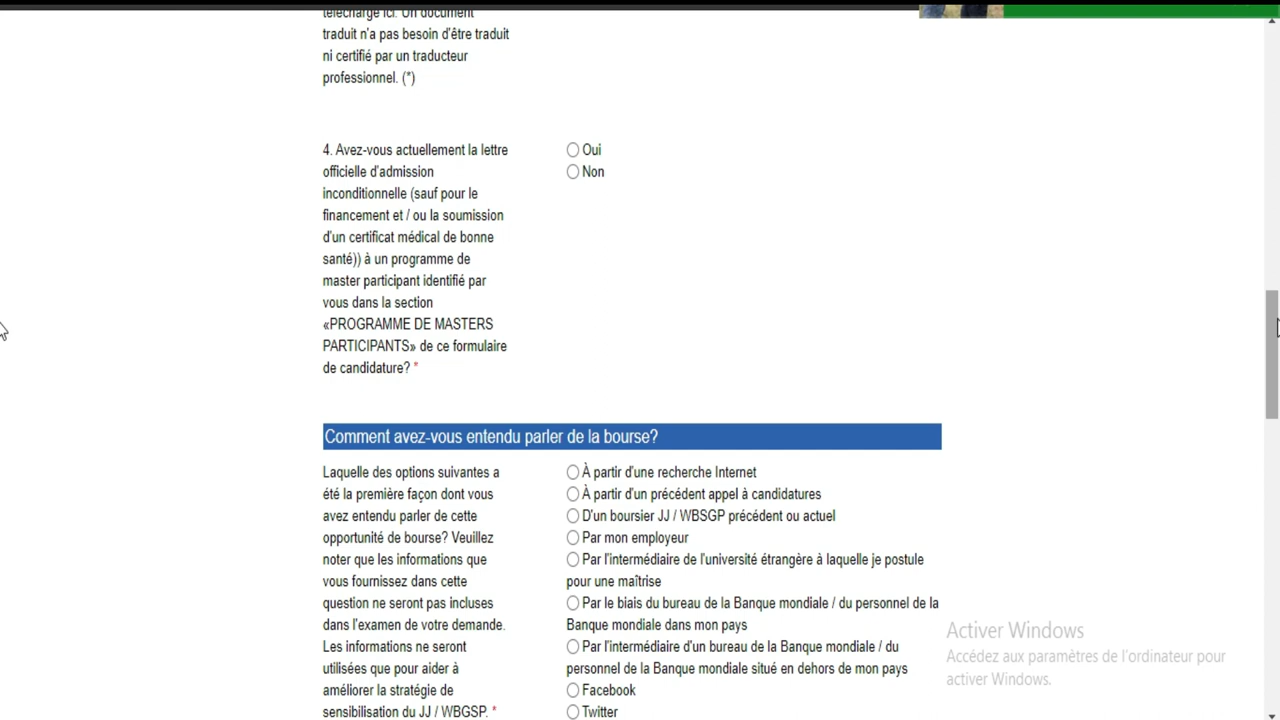 téléchargé ici. Un document
traduit n'a pas besoin d'être traduit
ni certifié par un traducteur
professionnel. (*)
4. Avez-vous actuellement la lettre
officielle d'admission
inconditionnelle (sauf pour le
financement et / ou la soumission
d'un certificat médical de bonne
santé)) à un programme de
master participant identifié par
vous dans la section
«PROGRAMME DE MASTERS
PARTICIPANTS» de ce formulaire
de candidature? *
Oui
Non
Comment avez-vous entendu parler de la bourse?
Laquelle des options suivantes a
été la première façon dont vous
avez entendu parler de cette
opportunité de bourse? Veuillez
noter que les informations que
vous fournissez dans cette
question ne seront pas incluses
dans l'examen de votre demande.
Les informations ne seront
utilisées que pour aider à
améliorer la stratégie de
sensibilisation du JJ / WBGSP. *
À partir d'une recherche Internet
À partir d'un précédent appel à candidatures
D'un boursier JJ / WBSGP précédent ou actuel
Par mon employeur
Par l'intermédiaire de l'université étrangère à laquelle je postule
pour une maîtrise
Par le biais du bureau de la Banque mondiale / du personnel de la
Banque mondiale dans mon pays
Par l'intermédiaire d'un bureau de la Banque mondiale / du
personnel de la Banque mondiale situé en dehors de mon pays
Facebook
Twitter
Activer Windows
Accédez aux paramètres de l'ordinateur pour
activer Windows.